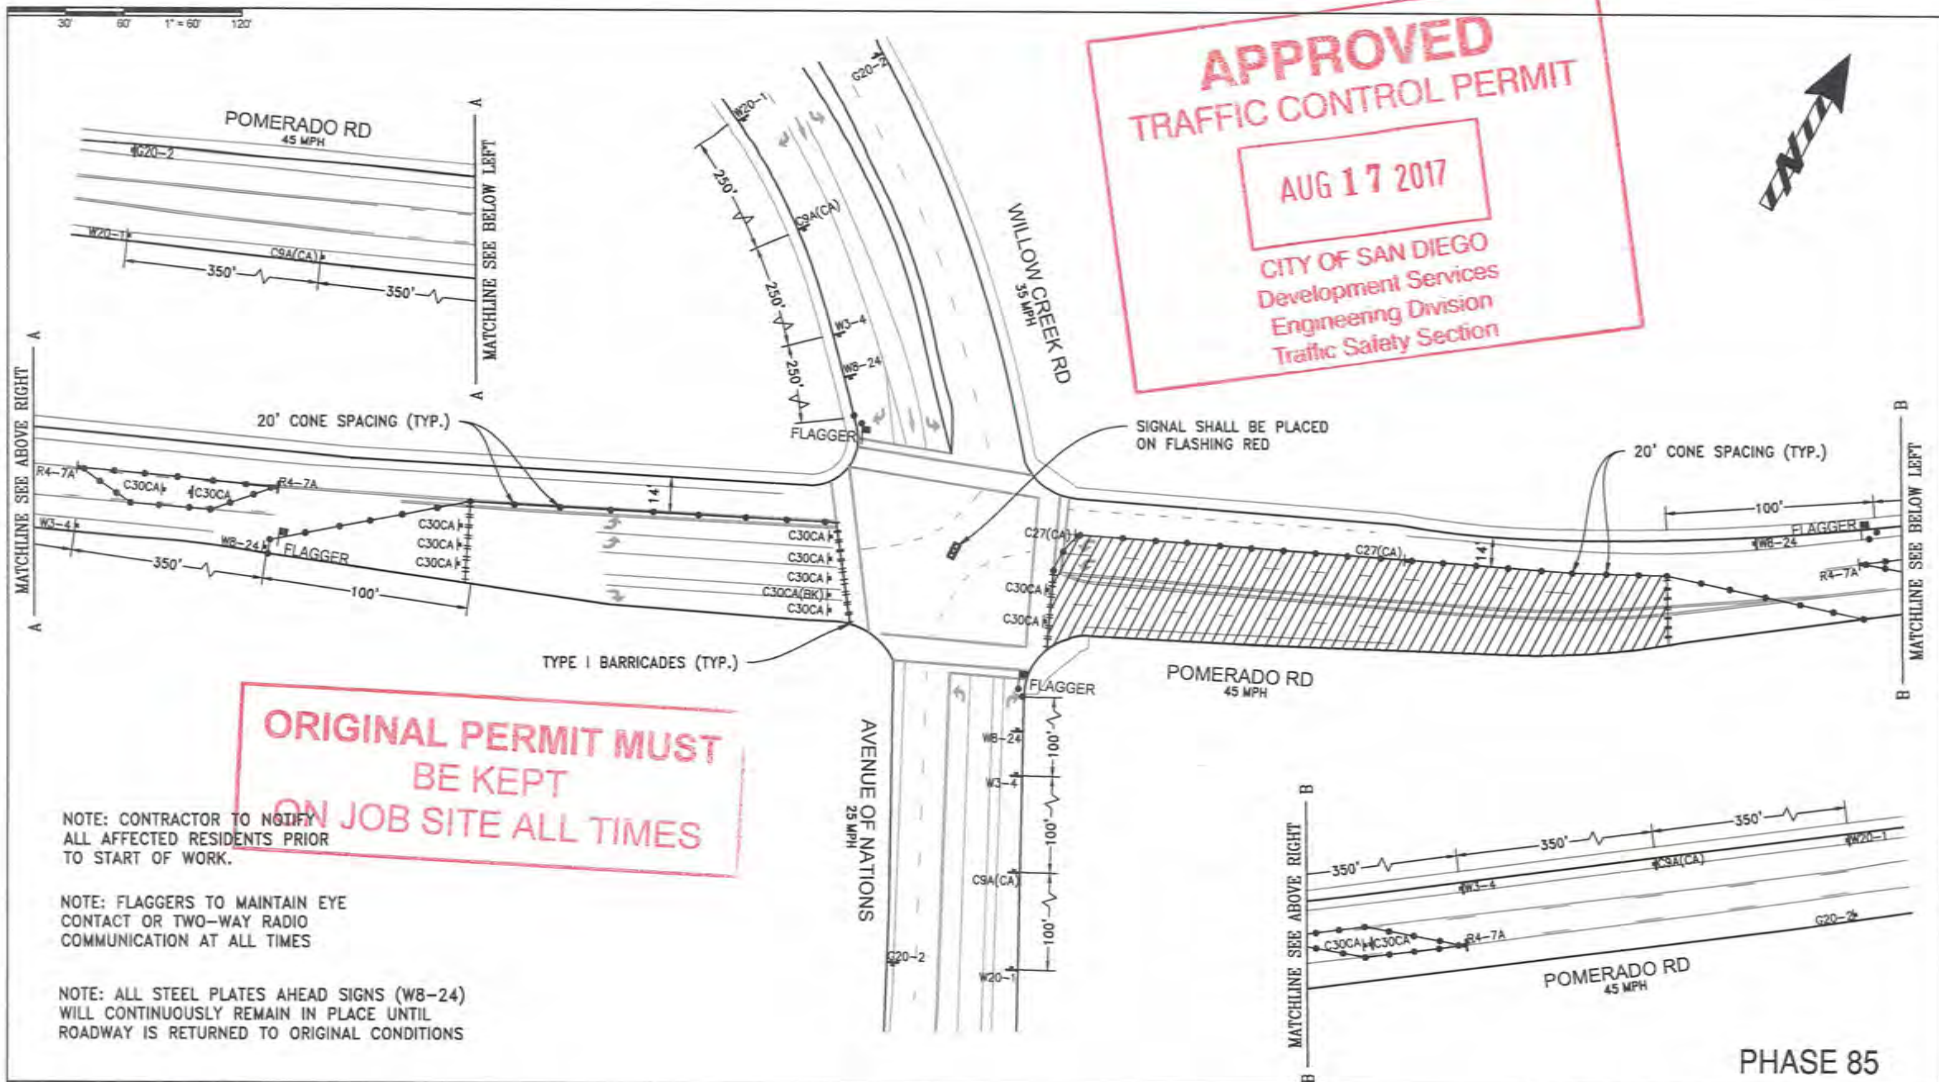 30' 60' 1" = 60' 120'
APPROVED
TRAFFIC CONTROL PERMIT
AUG 17 2017
CITY OF SAN DIEGO
Development Services
Engineering Division
Traffic Safety Section
N
POMERADO RD
45 MPH
G20-2
W20-1
C9A(CA)
350'
350'
A
MATCHLINE SEE BELOW LEFT
A
W20-1
G20-2
250'
C9A(CA)
250'
W3-4
W8-24
250'
FLAGGER
WILLOW CREEK RD
35 MPH
A
MATCHLINE SEE ABOVE RIGHT
A
20' CONE SPACING (TYP.)
R4-7A
C30CA
C30CA
R4-7A
W3-4
W8-24
FLAGGER
350'
100'
C30CA
C30CA
C30CA
14'
C30CA
C30CA
C30CA
C30CA(BK)
C30CA
TYPE I BARRICADES (TYP.)
SIGNAL SHALL BE PLACED
ON FLASHING RED
20' CONE SPACING (TYP.)
C27(CA)
C27(CA)
14'
C30CA
C30CA
100'
FLAGGER
W8-24
R4-7A
B
MATCHLINE SEE BELOW LEFT
B
POMERADO RD
45 MPH
FLAGGER
W8-24
100'
W3-4
100'
C9A(CA)
100'
W20-1
G20-2
AVENUE OF NATIONS
25 MPH
ORIGINAL PERMIT MUST
BE KEPT
ON JOB SITE ALL TIMES
NOTE: CONTRACTOR TO NOTIFY
ALL AFFECTED RESIDENTS PRIOR
TO START OF WORK.
NOTE: FLAGGERS TO MAINTAIN EYE
CONTACT OR TWO-WAY RADIO
COMMUNICATION AT ALL TIMES
NOTE: ALL STEEL PLATES AHEAD SIGNS (W8-24)
WILL CONTINUOUSLY REMAIN IN PLACE UNTIL
ROADWAY IS RETURNED TO ORIGINAL CONDITIONS
B
MATCHLINE SEE ABOVE RIGHT
B
350'
350'
350'
W3-4
C9A(CA)
W20-1
C30CA
C30CA
R4-7A
G20-2
POMERADO RD
45 MPH
PHASE 85